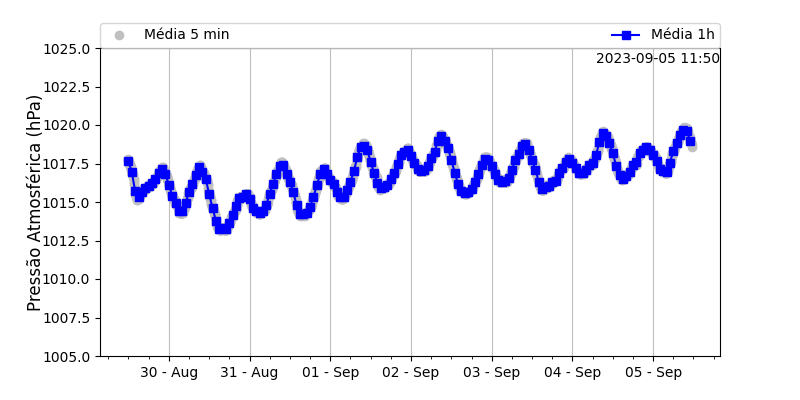 Média 5 min
Média 1h
2023-09-05 11:50
Pressão Atmosférica (hPa)
1025.0
1022.5
1020.0
1017.5
1015.0
1012.5
1010.0
1007.5
1005.0
30 - Aug
31 - Aug
01 - Sep
02 - Sep
03 - Sep
04 - Sep
05 - Sep